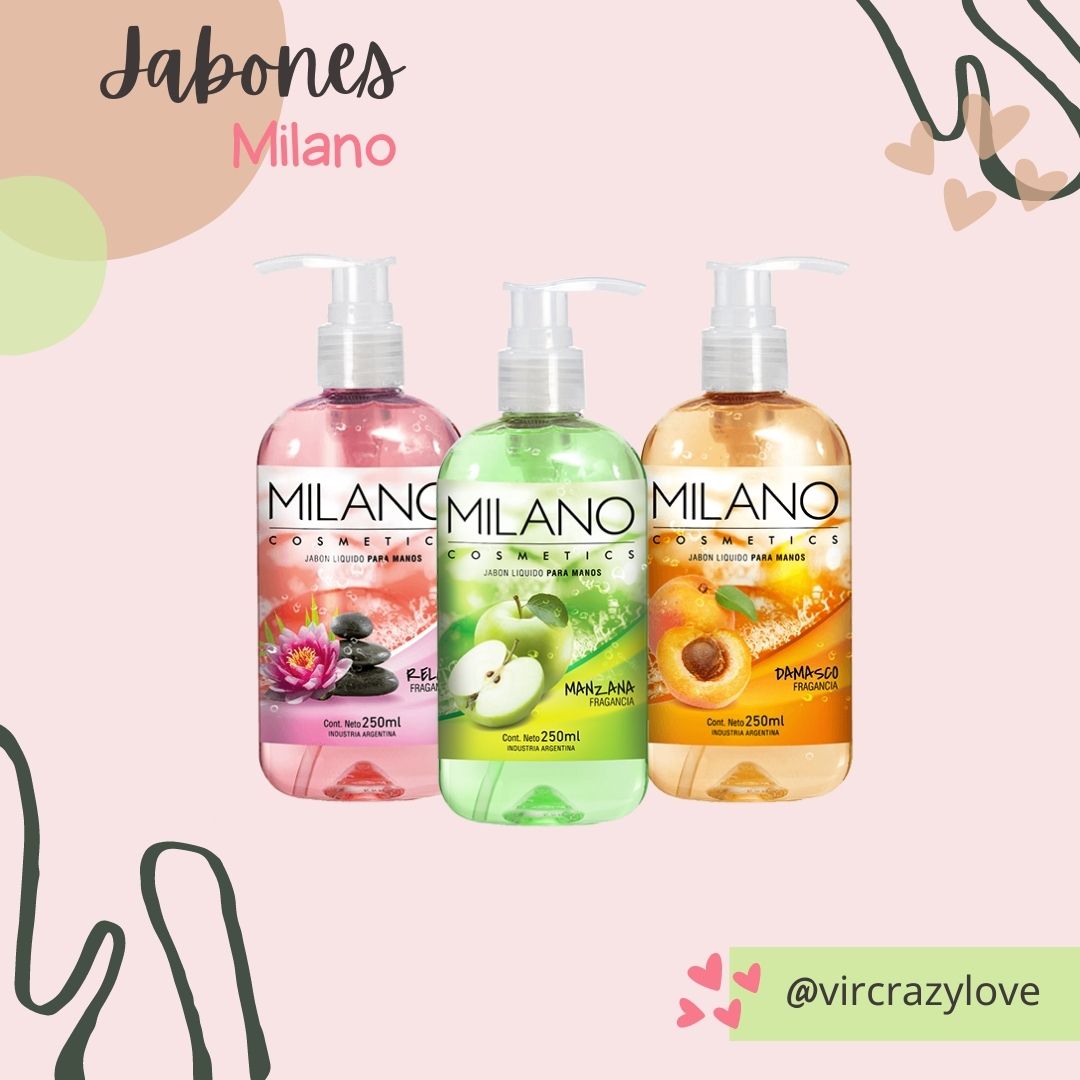 Jabones
Milano
MILANO
COSMETICS
JABON LIQUIDO PARA MANOS
MANZANA
FRAGANCIA
Cont. Neto 250ml
INDUSTRIA ARGENTINA
MILANO
COSMETICS
JABON LIQUIDO PARA MANOS
DAMASCO
FRAGANCIA
Cont. Neto 250ml
INDUSTRIA ARGENTINA
JABON LIQUIDO PARA MANOS
Cont. Neto 250ml
INDUSTRIA ARGENTINA
@vircrazylove